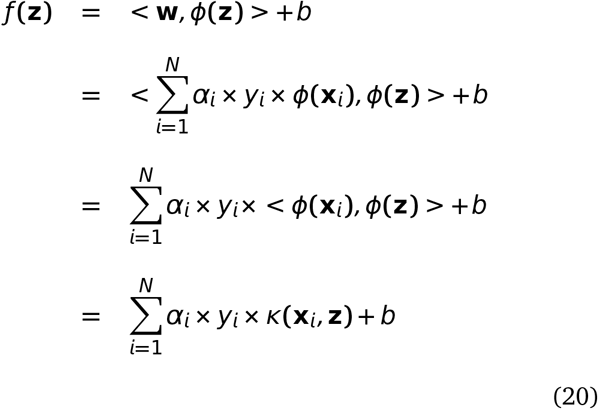 f(z) = < w, ϕ(z) > + b
= < ∑_{i=1}^{N} α_i × y_i × ϕ(x_i), ϕ(z) > + b
= ∑_{i=1}^{N} α_i × y_i × < ϕ(x_i), ϕ(z) > + b
= ∑_{i=1}^{N} α_i × y_i × κ(x_i, z) + b
(20)